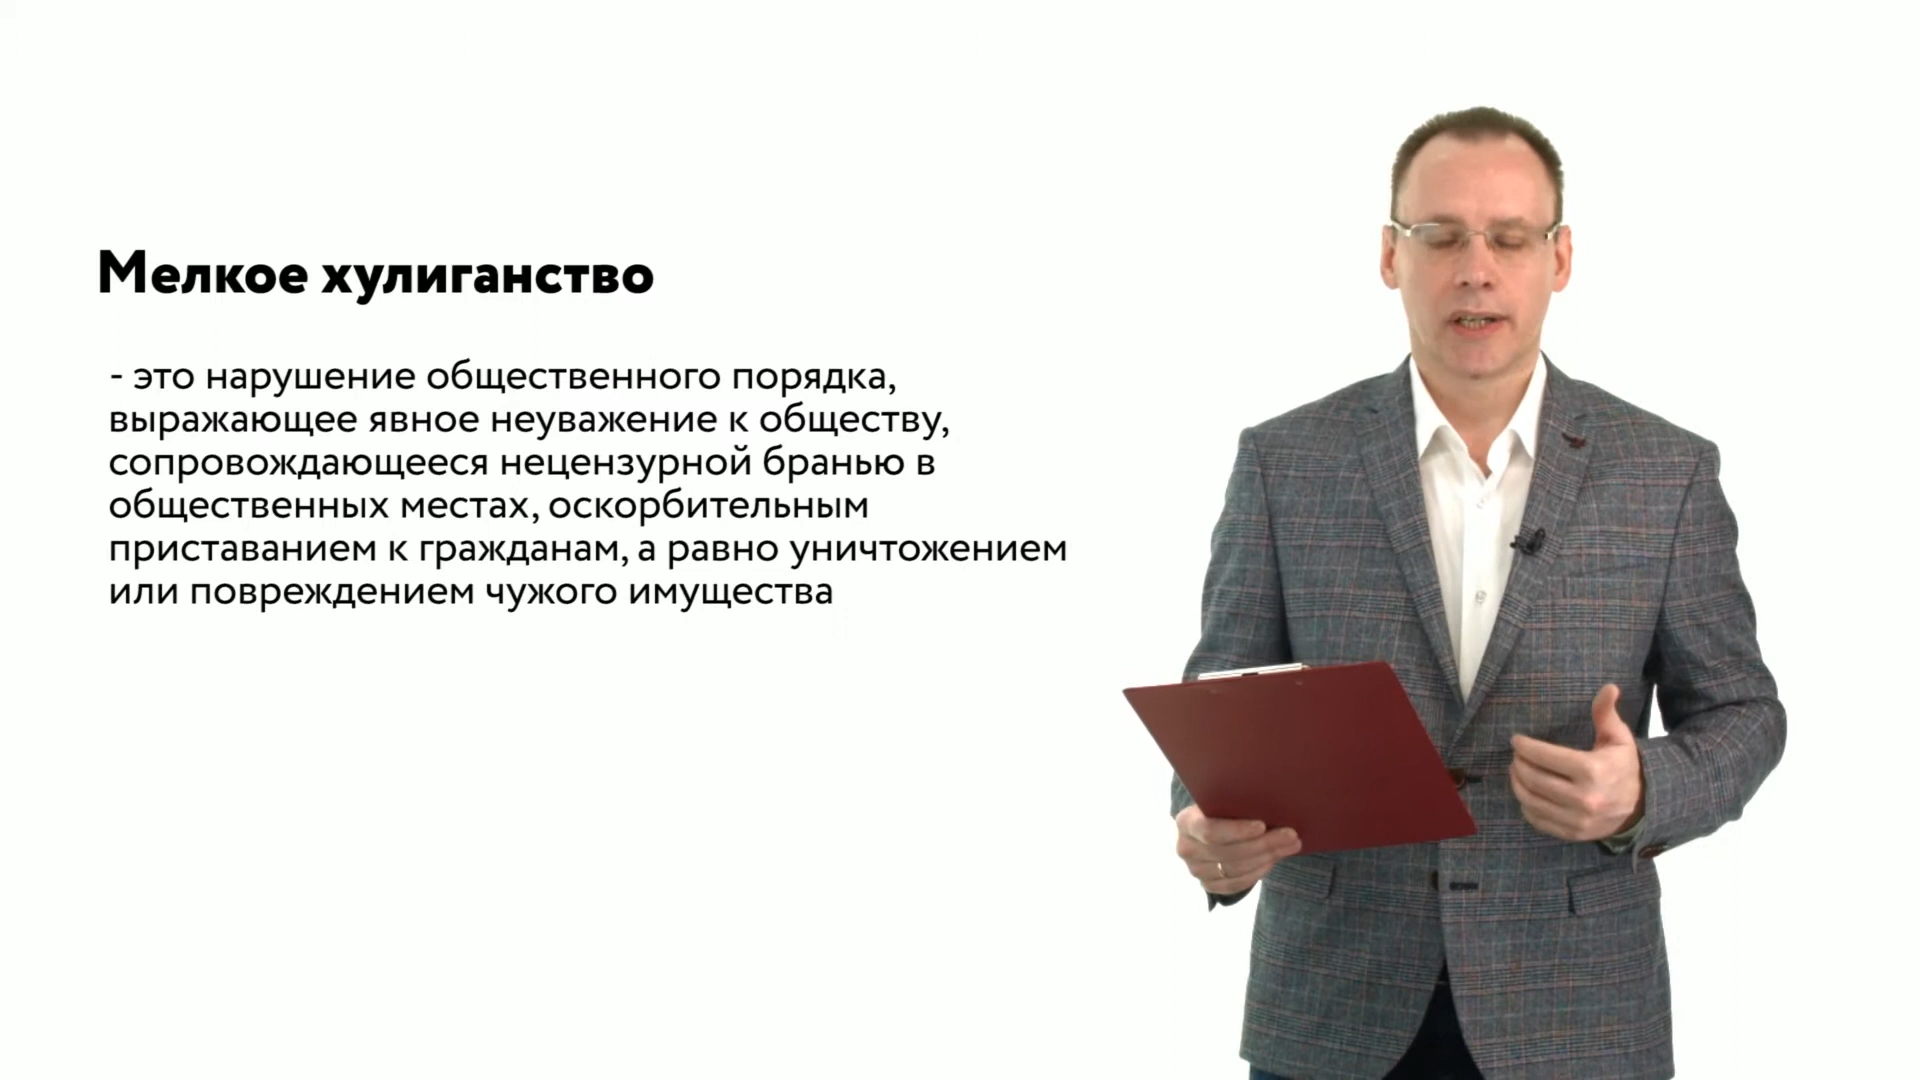 Мелкое хулиганство
- это нарушение общественного порядка,
выражающее явное неуважение к обществу,
сопровождающееся нецензурной бранью в
общественных местах, оскорбительным
приставанием к гражданам, а равно уничтожением
или повреждением чужого имущества